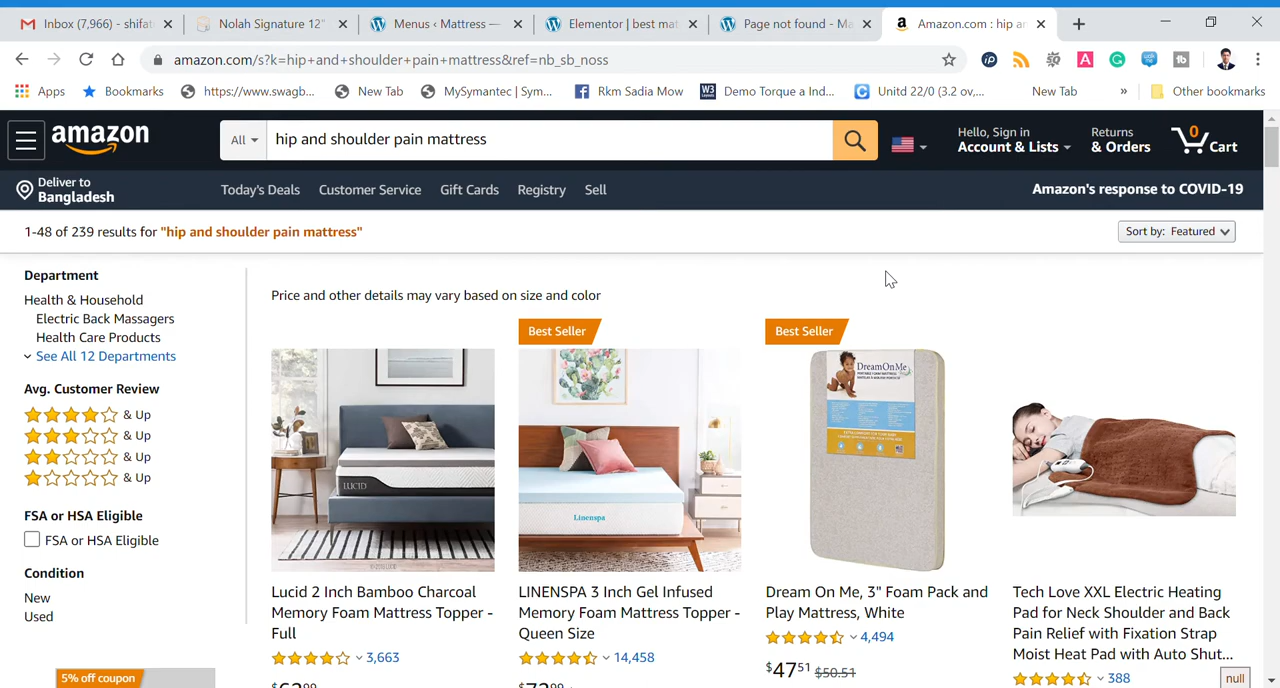 Inbox (7,966) - shifat
Nolah Signature 12"
Menus ‹ Mattress —
Elementor | best mat
Page not found - Ma
Amazon.com : hip an
amazon.com/s?k=hip+and+shoulder+pain+mattress&ref=nb_sb_noss
Apps
Bookmarks
https://www.swagb...
New Tab
MySymantec | Sym...
Rkm Sadia Mow
Demo Torque a Ind...
Unitd 22/0 (3.2 ov,...
New Tab
»
Other bookmarks
amazon
All
hip and shoulder pain mattress
Hello, Sign in
Account & Lists
Returns
& Orders
0
Cart
Deliver to
Bangladesh
Today's Deals
Customer Service
Gift Cards
Registry
Sell
Amazon's response to COVID-19
1-48 of 239 results for "hip and shoulder pain mattress"
Sort by: Featured
Department
Health & Household
Electric Back Massagers
Health Care Products
See All 12 Departments
Avg. Customer Review
& Up
& Up
& Up
& Up
FSA or HSA Eligible
FSA or HSA Eligible
Condition
New
Used
5% off coupon
Price and other details may vary based on size and color
LUCID
Lucid 2 Inch Bamboo Charcoal
Memory Foam Mattress Topper -
Full
3,663
Best Seller
Linenspa
LINENSPA 3 Inch Gel Infused
Memory Foam Mattress Topper -
Queen Size
14,458
Best Seller
DreamOnMe
Dream On Me, 3" Foam Pack and
Play Mattress, White
4,494
$47.51 $50.51
Tech Love XXL Electric Heating
Pad for Neck Shoulder and Back
Pain Relief with Fixation Strap
Moist Heat Pad with Auto Shut...
388
null